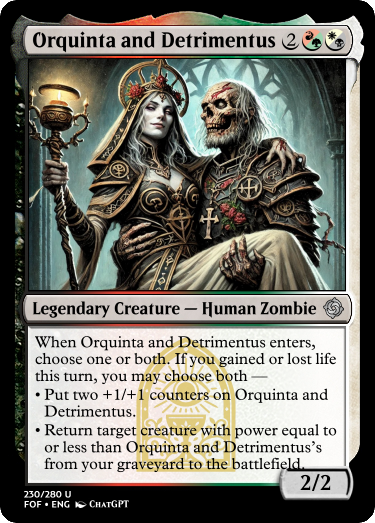 Orquinta and Detrimentus 2
Legendary Creature — Human Zombie
When Orquinta and Detrimentus enters,
choose one or both. If you gained or lost life
this turn, you may choose both —
• Put two +1/+1 counters on Orquinta and
Detrimentus.
• Return target creature with power equal to
or less than Orquinta and Detrimentus's
from your graveyard to the battlefield.
2/2
230/280 U
FOF • ENG ChatGPT